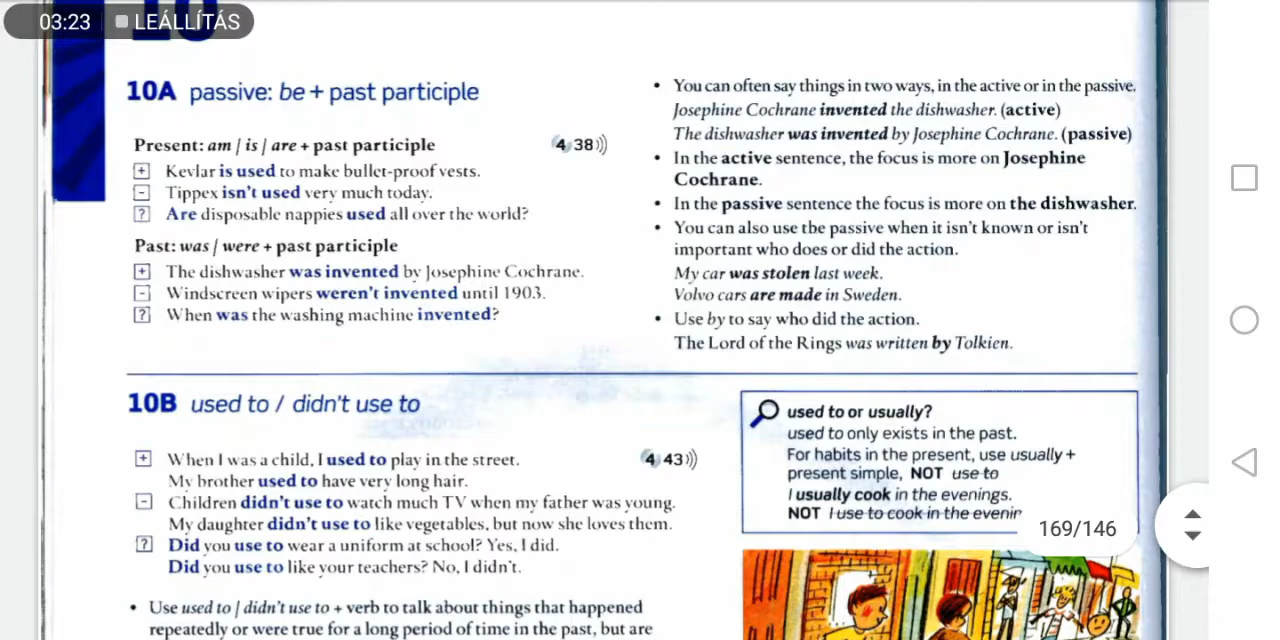 03:23 LEÁLLÍTÁS
10
10A passive: be + past participle
Present: am / is / are + past participle
4 38))
+ Kevlar is used to make bullet-proof vests.
- Tippex isn't used very much today.
? Are disposable nappies used all over the world?
Past: was / were + past participle
+ The dishwasher was invented by Josephine Cochrane.
- Windscreen wipers weren't invented until 1903.
? When was the washing machine invented?
• You can often say things in two ways, in the active or in the passive.
Josephine Cochrane invented the dishwasher. (active)
The dishwasher was invented by Josephine Cochrane. (passive)
• In the active sentence, the focus is more on Josephine
Cochrane.
• In the passive sentence the focus is more on the dishwasher.
• You can also use the passive when it isn't known or isn't
important who does or did the action.
My car was stolen last week.
Volvo cars are made in Sweden.
• Use by to say who did the action.
The Lord of the Rings was written by Tolkien.
10B used to / didn't use to
4 43))
+ When I was a child, I used to play in the street.
My brother used to have very long hair.
- Children didn't use to watch much TV when my father was young.
My daughter didn't use to like vegetables, but now she loves them.
? Did you use to wear a uniform at school? Yes, I did.
Did you use to like your teachers? No, I didn't.
• Use used to / didn't use to + verb to talk about things that happened
repeatedly or were true for a long period of time in the past, but are
used to or usually?
used to only exists in the past.
For habits in the present, use usually +
present simple, NOT use to
I usually cook in the evenings.
NOT I use to cook in the evenin
169/146